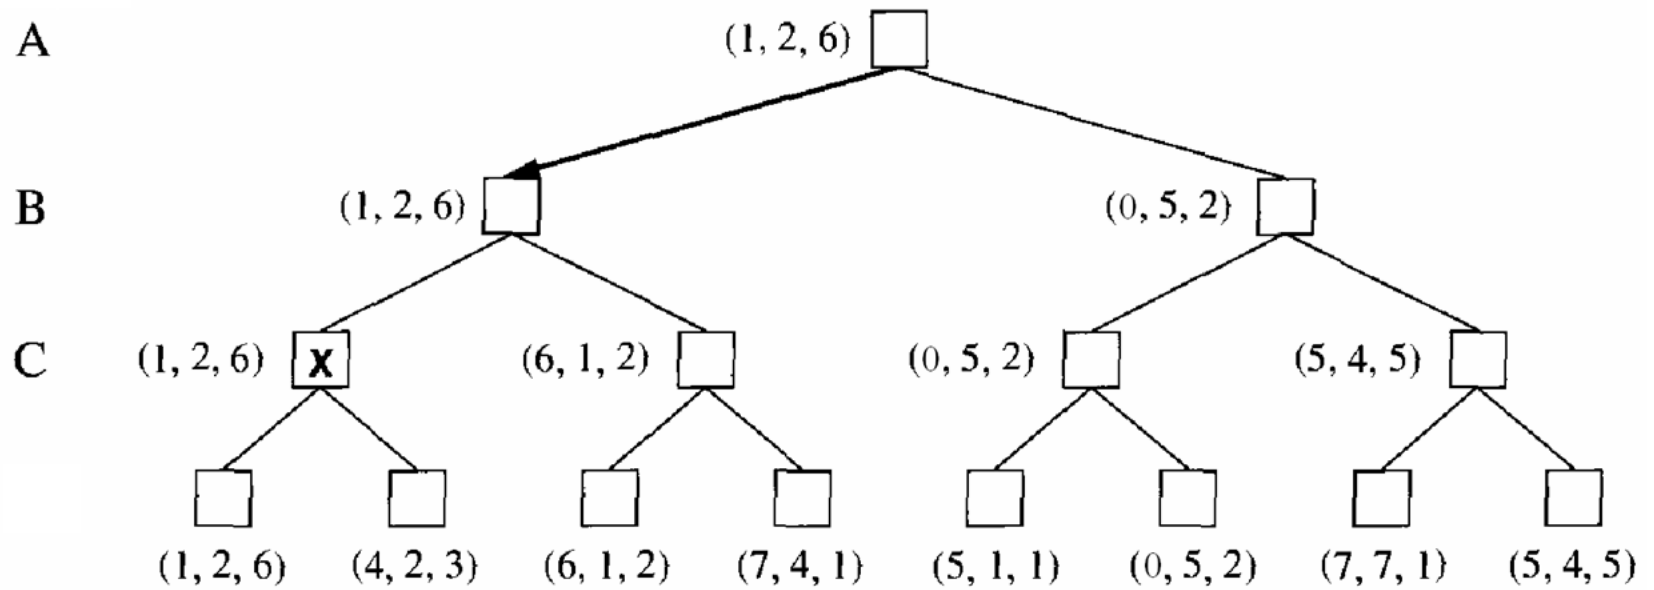 A (1, 2, 6)
B (1, 2, 6) (0, 5, 2)
C (1, 2, 6) X (6, 1, 2) (0, 5, 2) (5, 4, 5)
(1, 2, 6) (4, 2, 3) (6, 1, 2) (7, 4, 1) (5, 1, 1) (0, 5, 2) (7, 7, 1) (5, 4, 5)